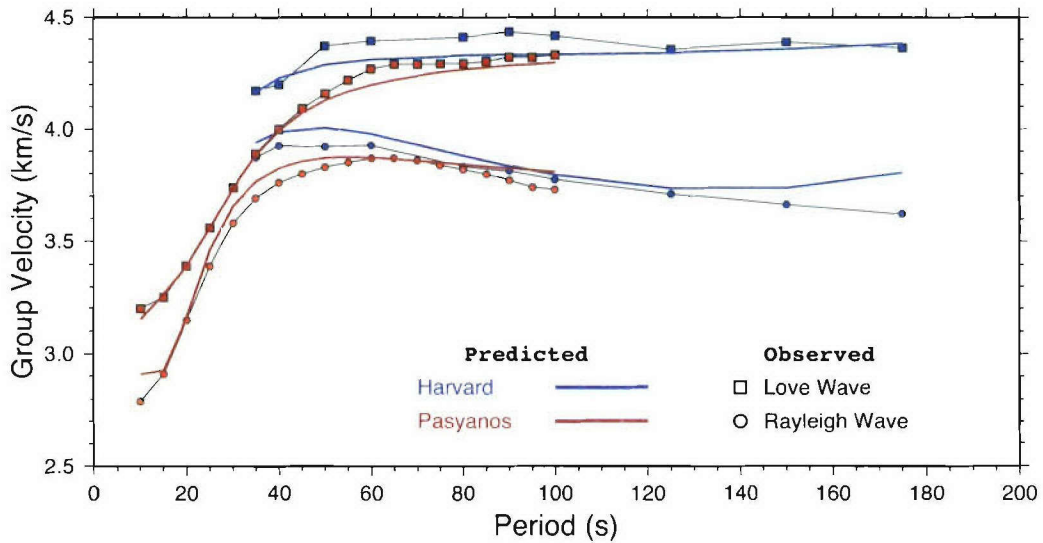 4.5
4.0
3.5
3.0
2.5
Group Velocity (km/s)
Predicted Observed
Harvard Love Wave
Pasyanos Rayleigh Wave
0 20 40 60 80 100 120 140 160 180 200
Period (s)